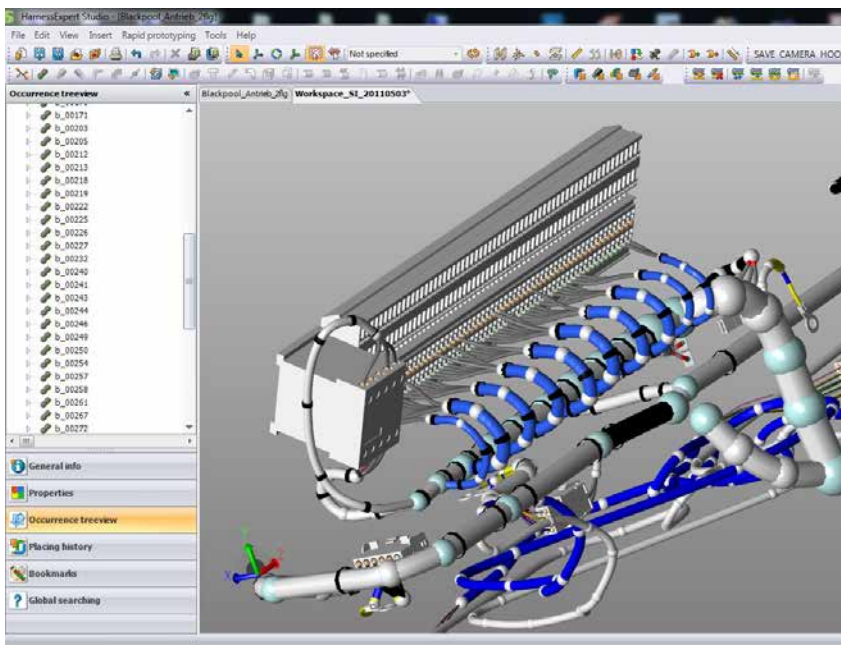 HarnessExpert Studio - [Blackpool_Antrieb_2flg]
File Edit View Insert Rapid prototyping Tools Help
Not specified
SAVE CAMERA HOO
Occurrence treeview «
Blackpool_Antrieb_2flg Workspace_SI_20110503*
b_00171
b_00203
b_00205
b_00212
b_00213
b_00218
b_00219
b_00222
b_00225
b_00226
b_00227
b_00232
b_00240
b_00241
b_00243
b_00244
b_00246
b_00249
b_00250
b_00254
b_00257
b_00258
b_00261
b_00267
b_00272
General info
Properties
Occurrence treeview
Placing history
Bookmarks
Global searching
X Y Z